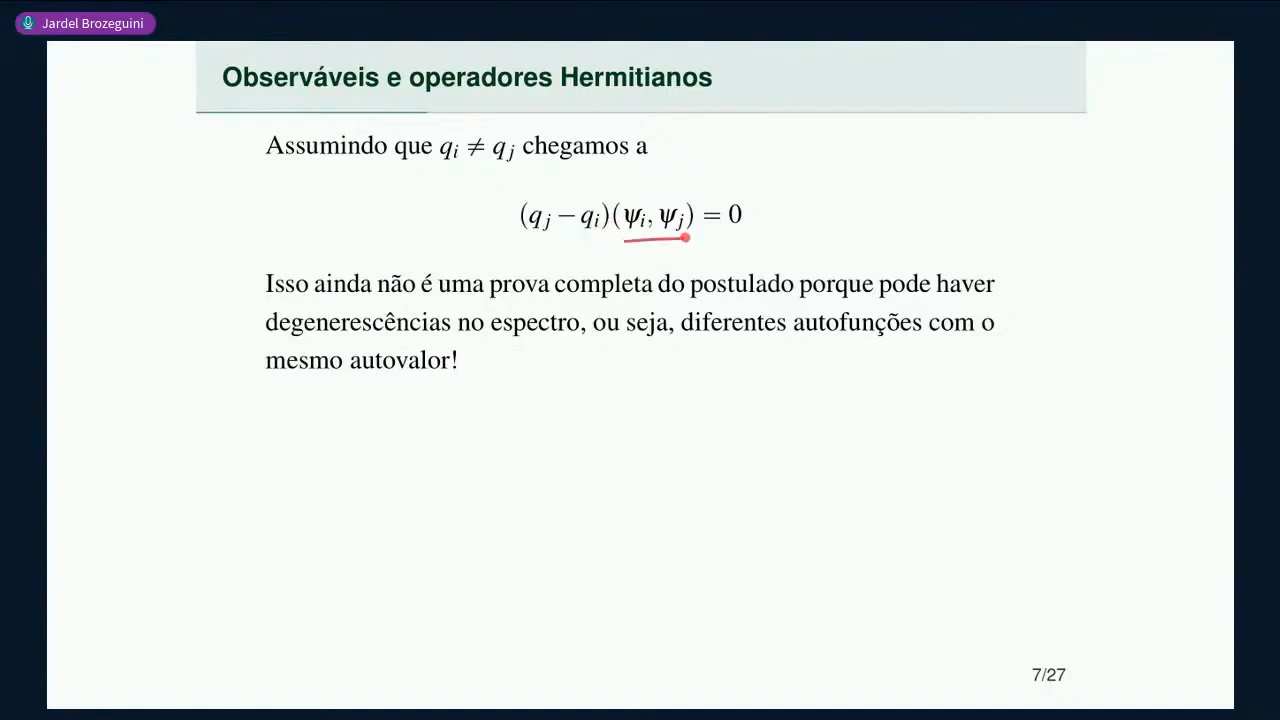 Jardel Brozeguini
Observáveis e operadores Hermitianos
Assumindo que qᵢ ≠ qⱼ chegamos a
(qⱼ − qᵢ)(ψᵢ, ψⱼ) = 0
Isso ainda não é uma prova completa do postulado porque pode haver
degenerescências no espectro, ou seja, diferentes autofunções com o
mesmo autovalor!
7/27